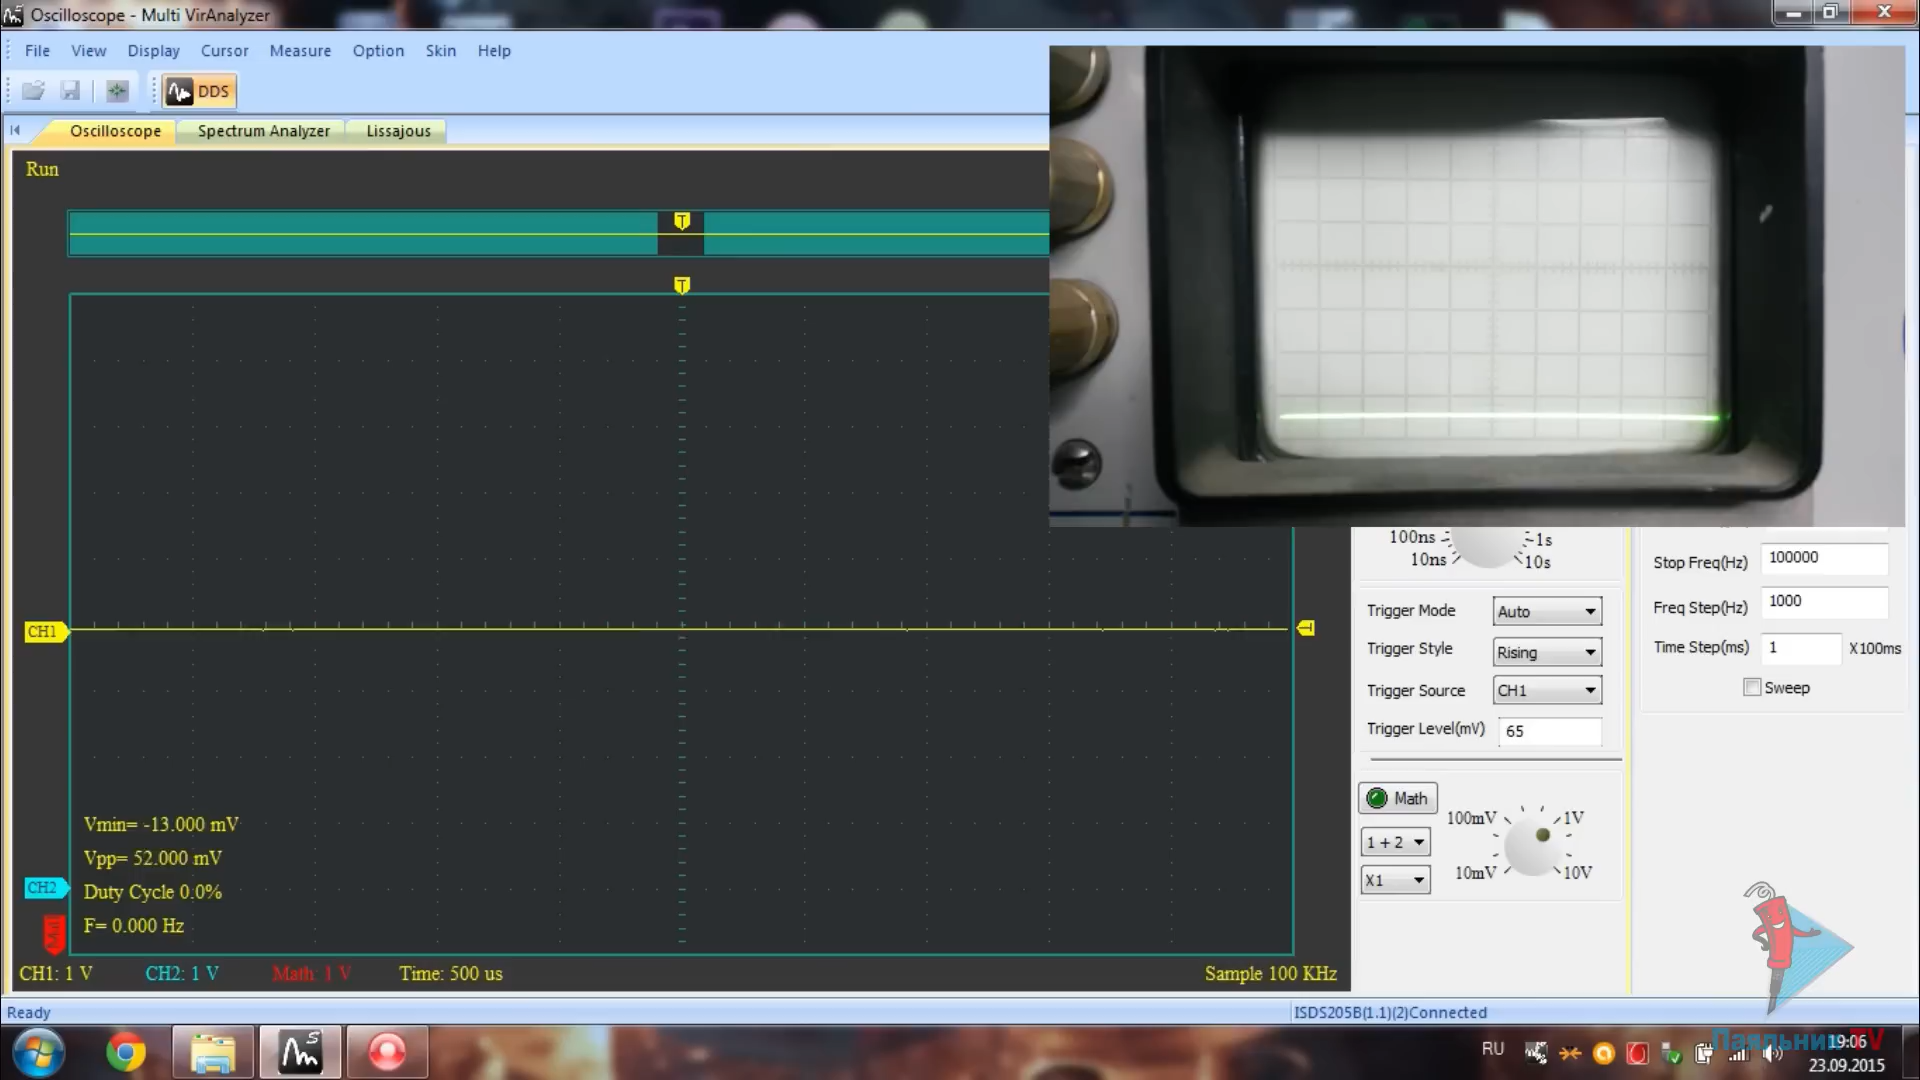 Oscilloscope - Multi VirAnalyzer
File View Display Cursor Measure Option Skin Help
DDS
Oscilloscope Spectrum Analyzer Lissajous
Run
T
T
CH1
Vmin= -13.000 mV
Vpp= 52.000 mV
CH2
Duty Cycle 0.0%
F= 0.000 Hz
CH1: 1 V CH2: 1 V Math: 1 V Time: 500 us Sample 100 KHz
100ns 1s
10ns 10s
Trigger Mode Auto
Trigger Style Rising
Trigger Source CH1
Trigger Level(mV) 65
Math
1 + 2
X1
100mV 1V
10mV 10V
Stop Freq(Hz) 100000
Freq Step(Hz) 1000
Time Step(ms) 1 X100ms
Sweep
Ready ISDS205B(1.1)(2)Connected
ПаяльникTV
RU 19:06
23.09.2015